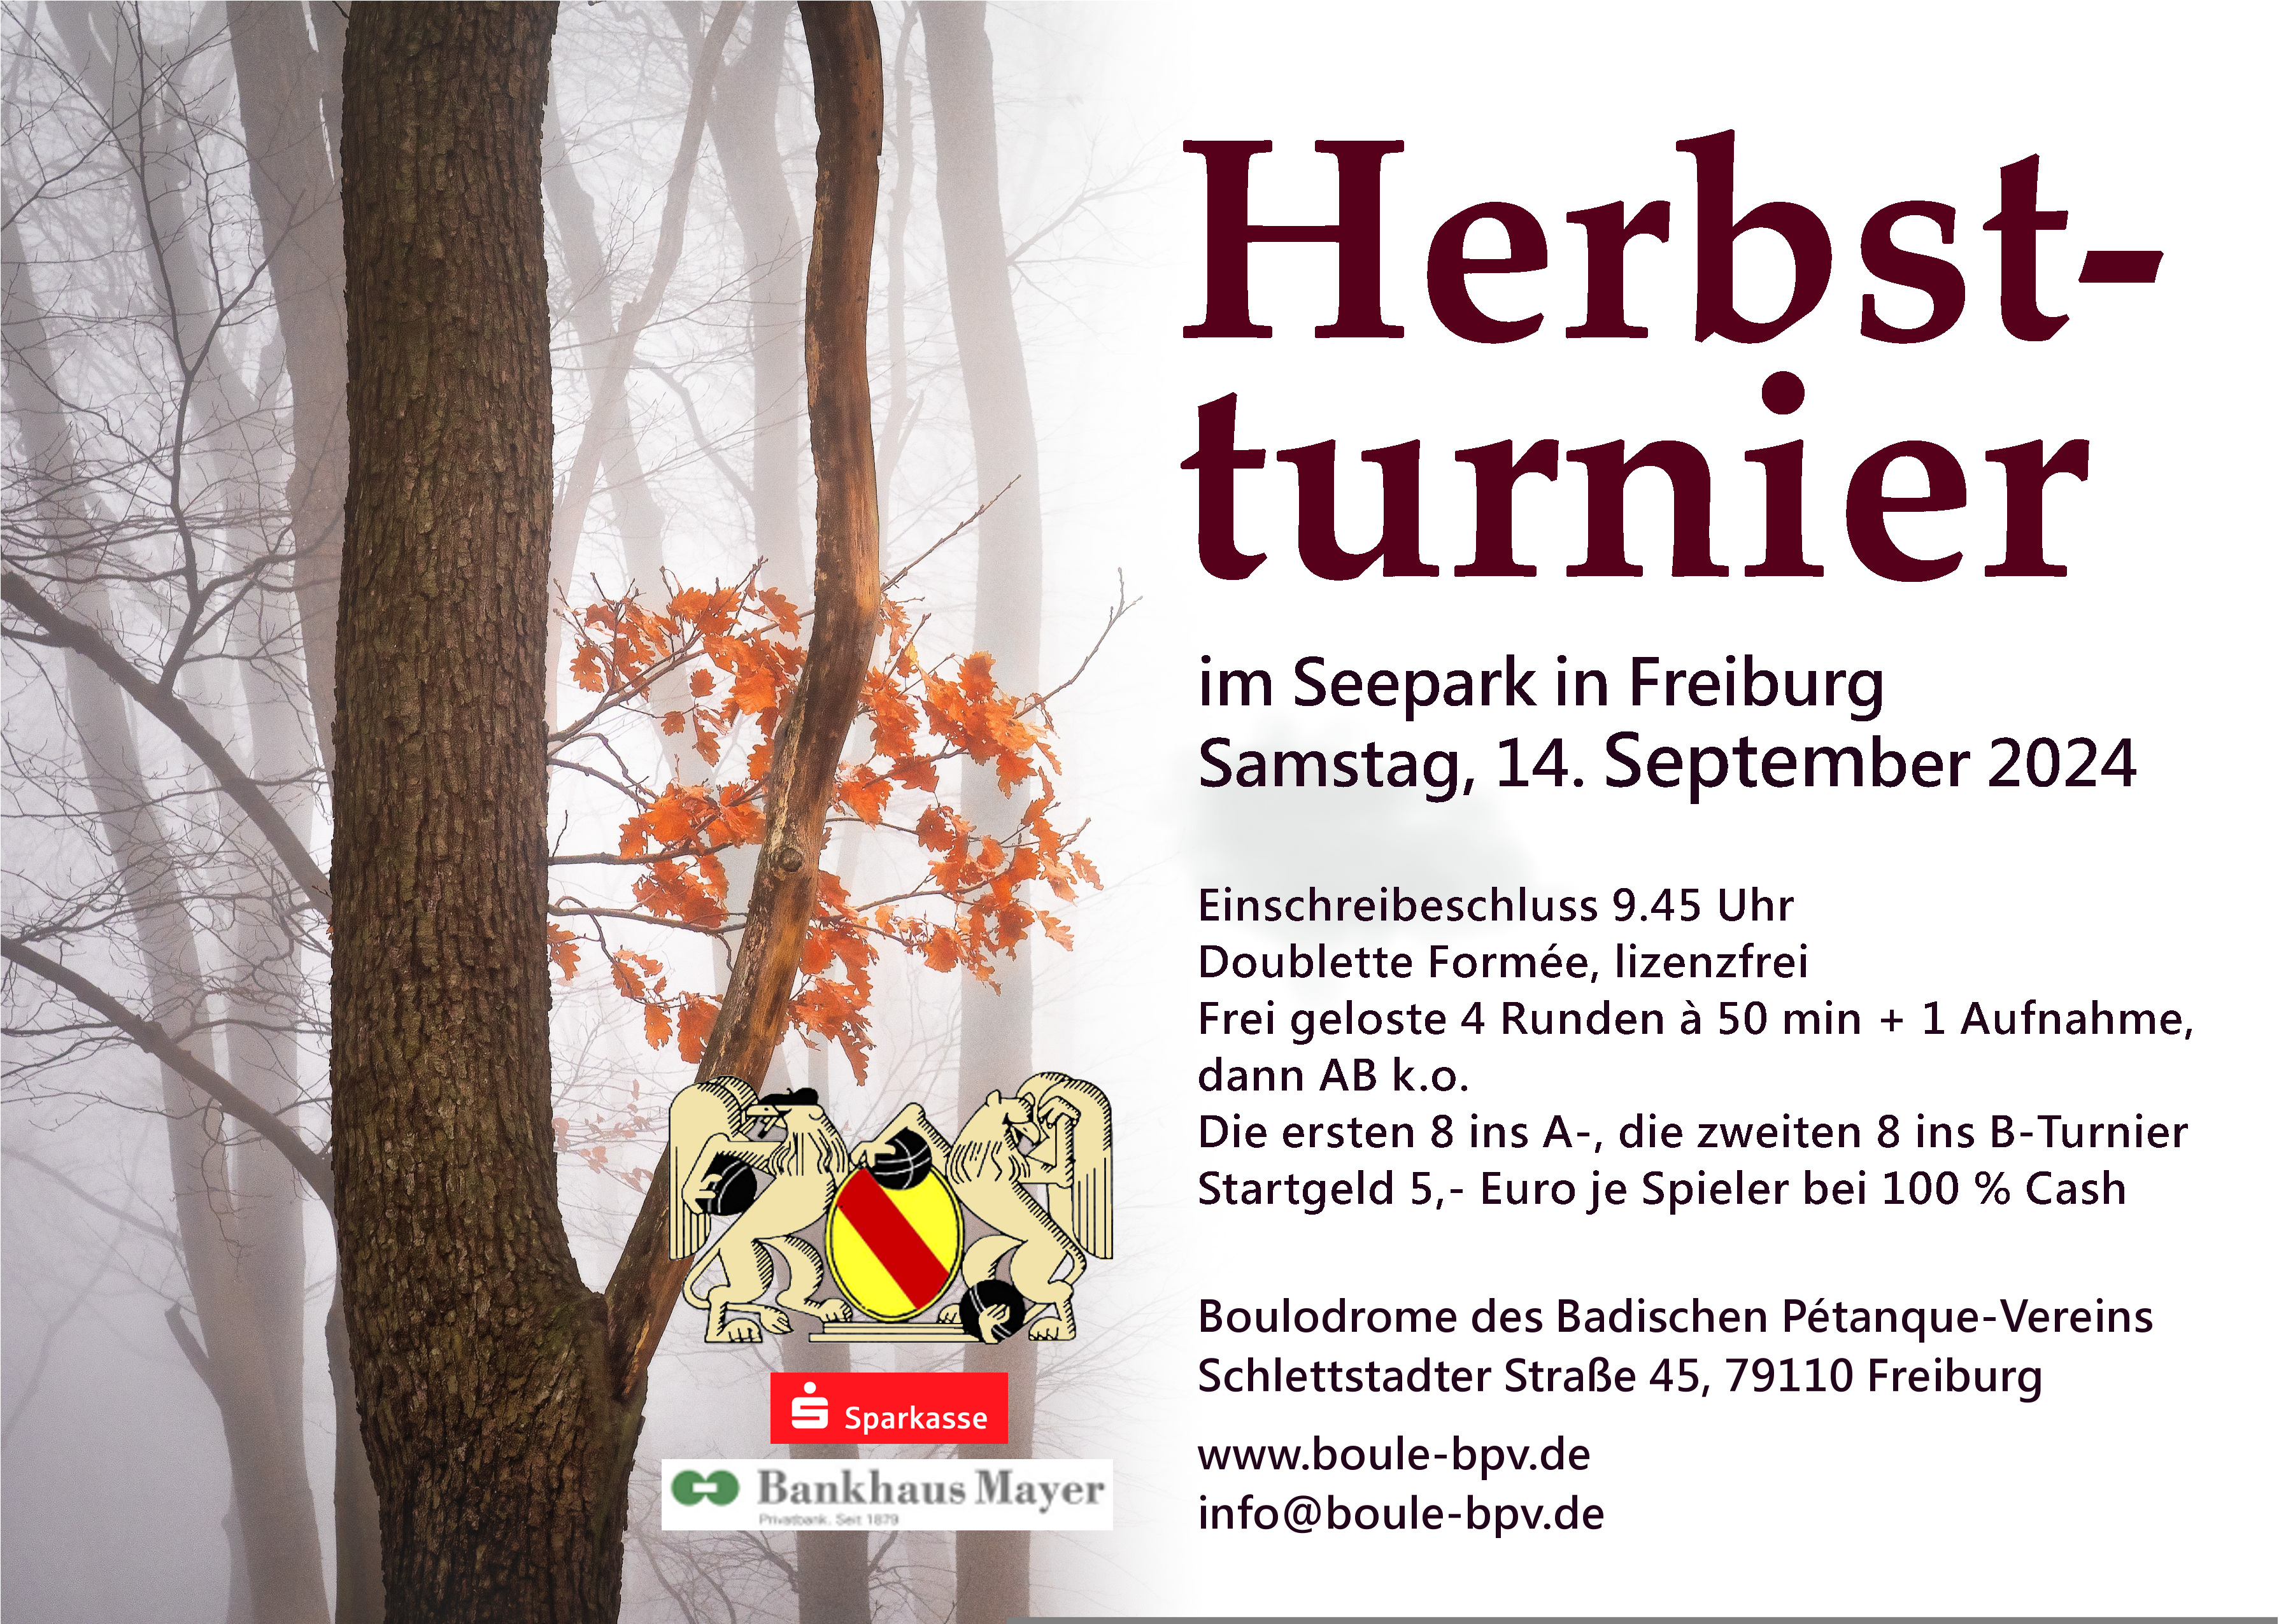 Herbst-
turnier
im Seepark in Freiburg
Samstag, 14. September 2024
Einschreibeschluss 9.45 Uhr
Doublette Formée, lizenzfrei
Frei geloste 4 Runden à 50 min + 1 Aufnahme,
dann AB k.o.
Die ersten 8 ins A-, die zweiten 8 ins B-Turnier
Startgeld 5,- Euro je Spieler bei 100 % Cash
Boulodrome des Badischen Pétanque-Vereins
Schlettstadter Straße 45, 79110 Freiburg
www.boule-bpv.de
info@boule-bpv.de
Sparkasse
Bankhaus Mayer
Privatbank. Seit 1879